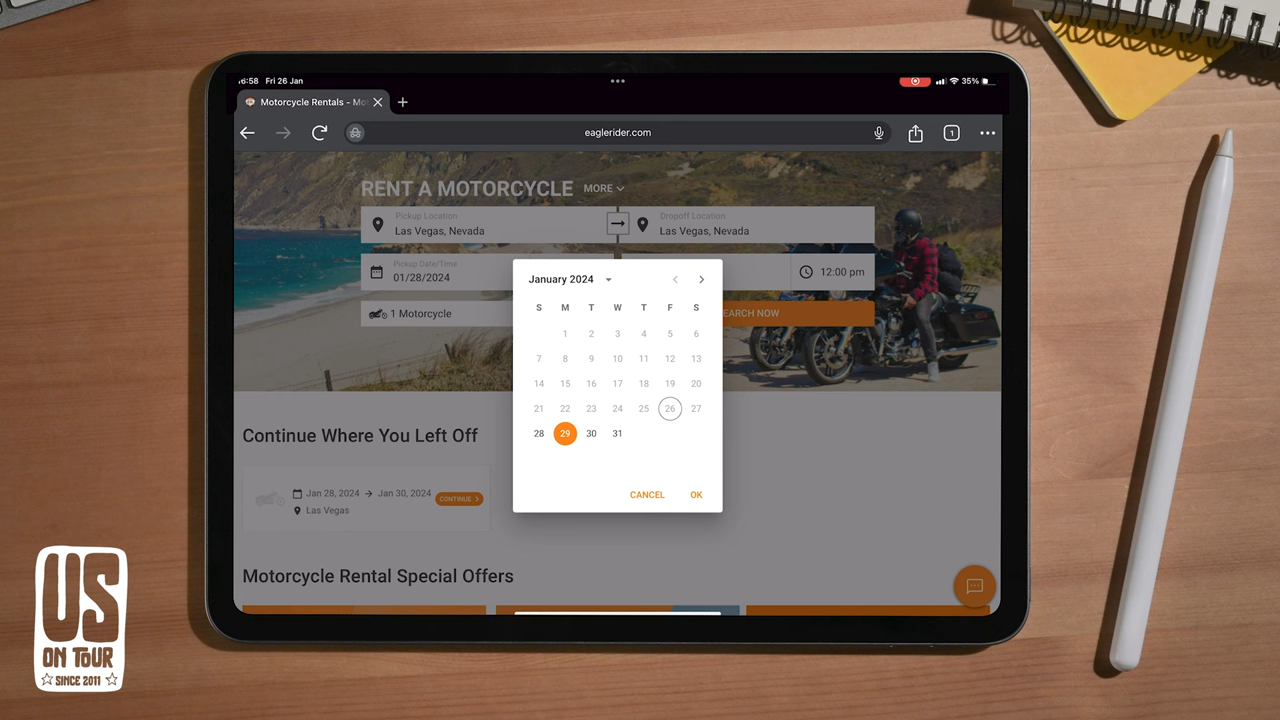 6:58 Fri 26 Jan
35%
Motorcycle Rentals - Mo
eaglerider.com
1
RENT A MOTORCYCLE MORE
Pickup Location
Las Vegas, Nevada
Dropoff Location
Las Vegas, Nevada
Pickup Date/Time
01/28/2024
12:00 pm
1 Motorcycle
EARCH NOW
January 2024
S M T W T F S
1 2 3 4 5 6
7 8 9 10 11 12 13
14 15 16 17 18 19 20
21 22 23 24 25 26 27
28 29 30 31
CANCEL OK
Continue Where You Left Off
Jan 28, 2024 → Jan 30, 2024
CONTINUE >
Las Vegas
Motorcycle Rental Special Offers
US
ON TOUR
☆ SINCE 2011 ☆